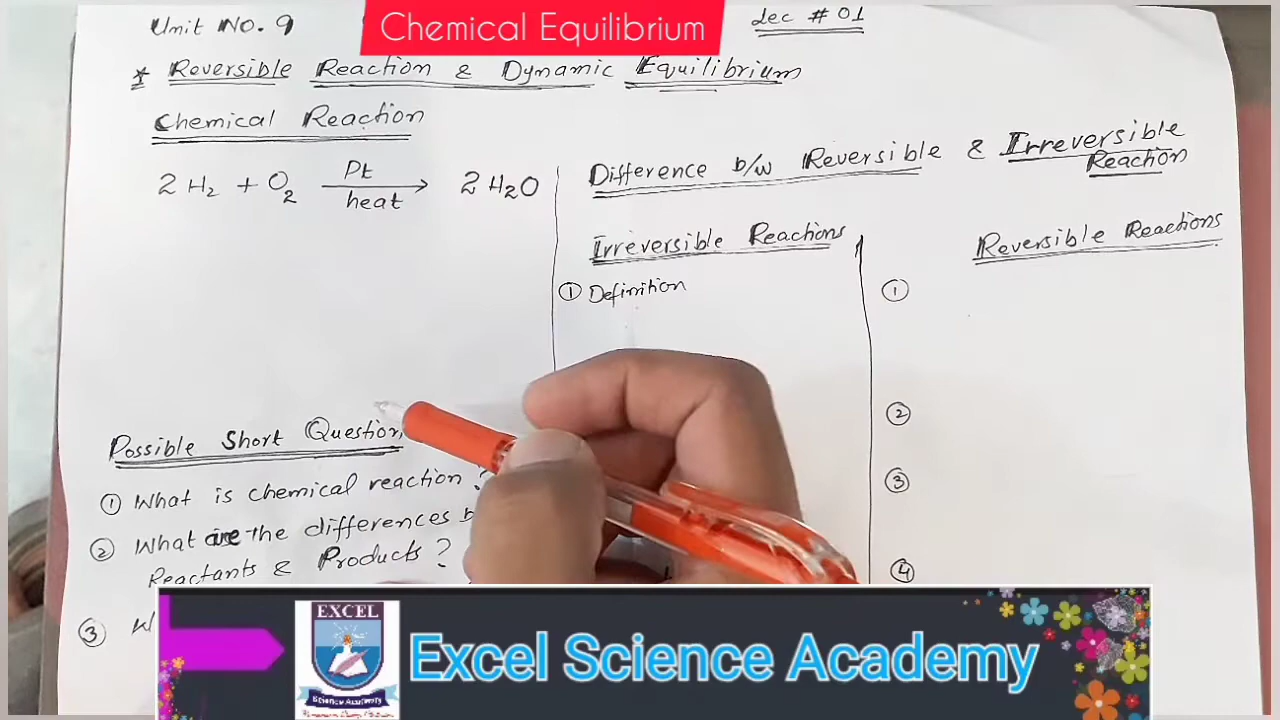 Unit No. 9
Chemical Equilibrium
Lec # 01
* Reversible Reaction & Dynamic Equilibrium
Chemical Reaction
2 H₂ + O₂ Pt heat → 2 H₂O
Difference b/w Reversible & Irreversible
Reaction
Irreversible Reactions
① Definition
Reversible Reactions
①
②
③
④
Possible Short Question
① What is chemical reaction ?
② What are the differences b
Reactants & Products ?
③ W
EXCEL
Science Academy
Excel Science Academy